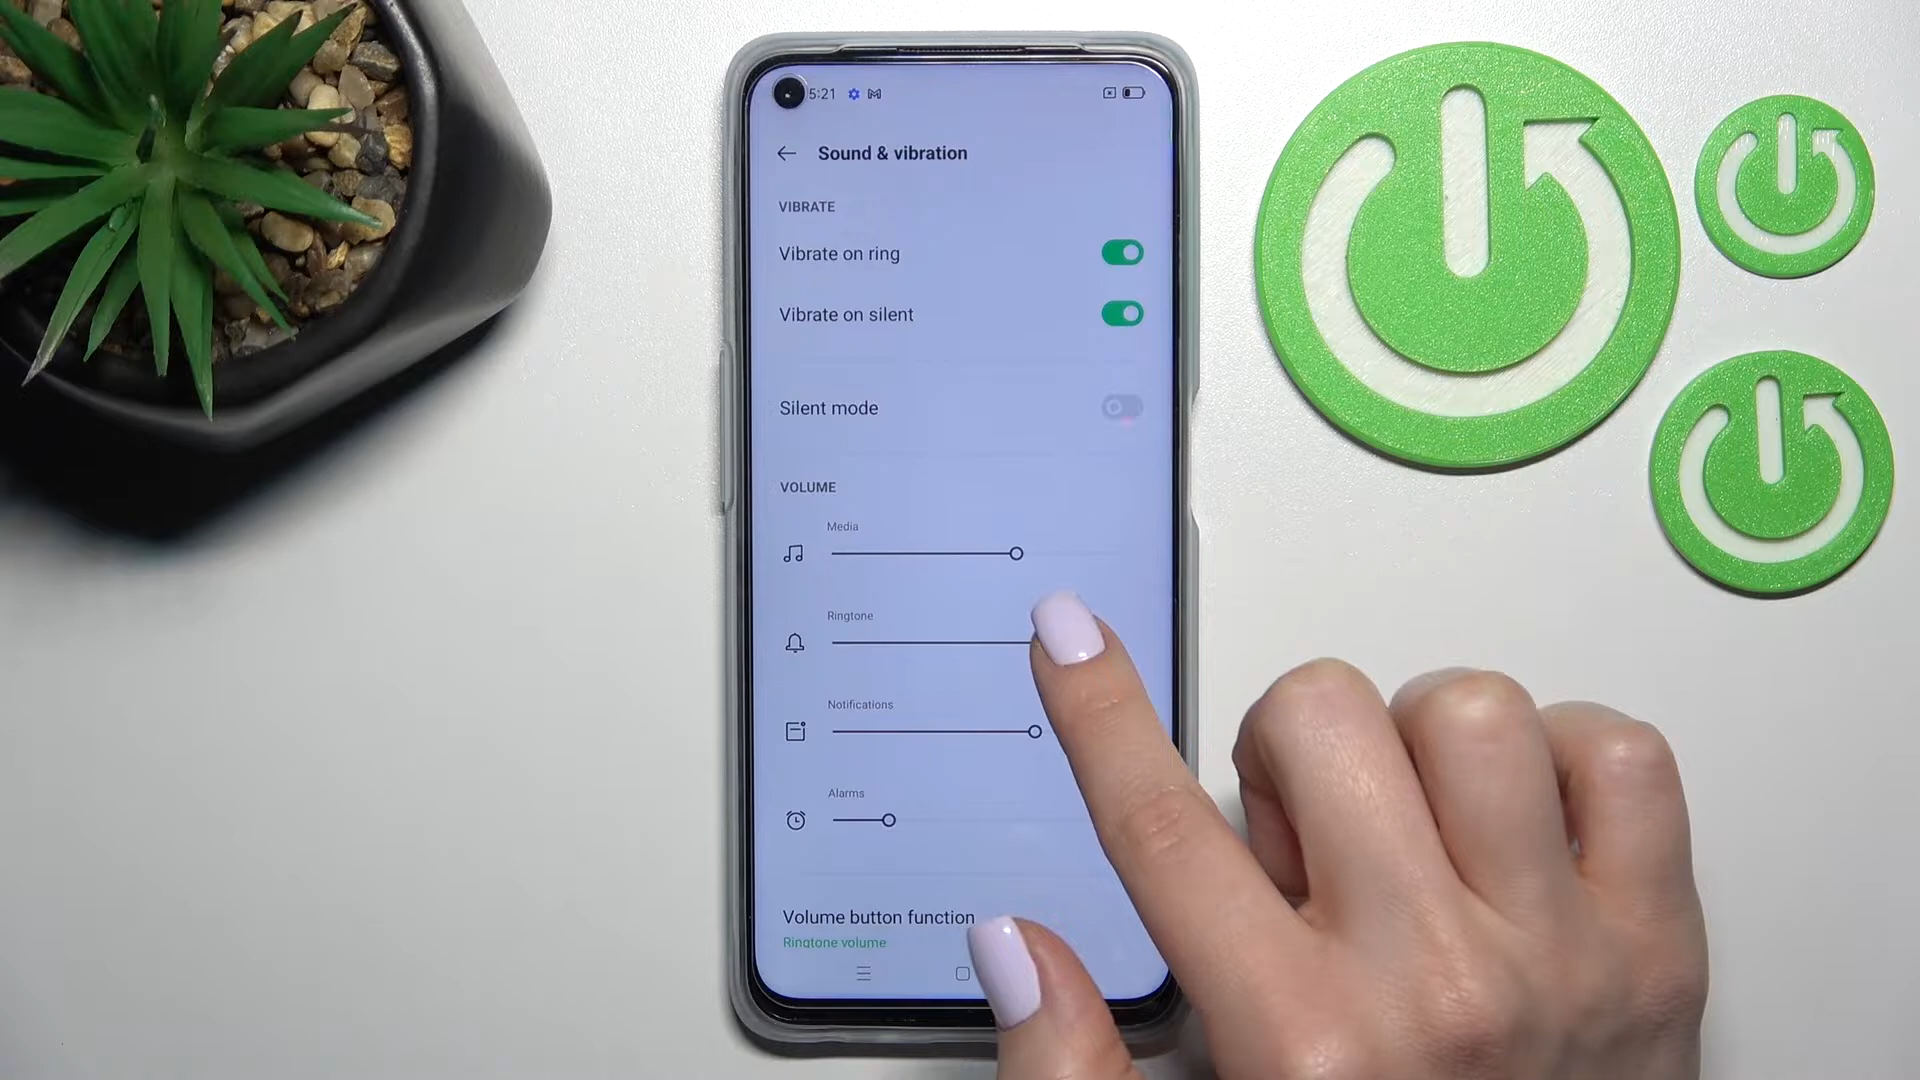 5:21
Sound & vibration
VIBRATE
Vibrate on ring
Vibrate on silent
Silent mode
VOLUME
Media
Ringtone
Notifications
Alarms
Volume button function
Ringtone volume